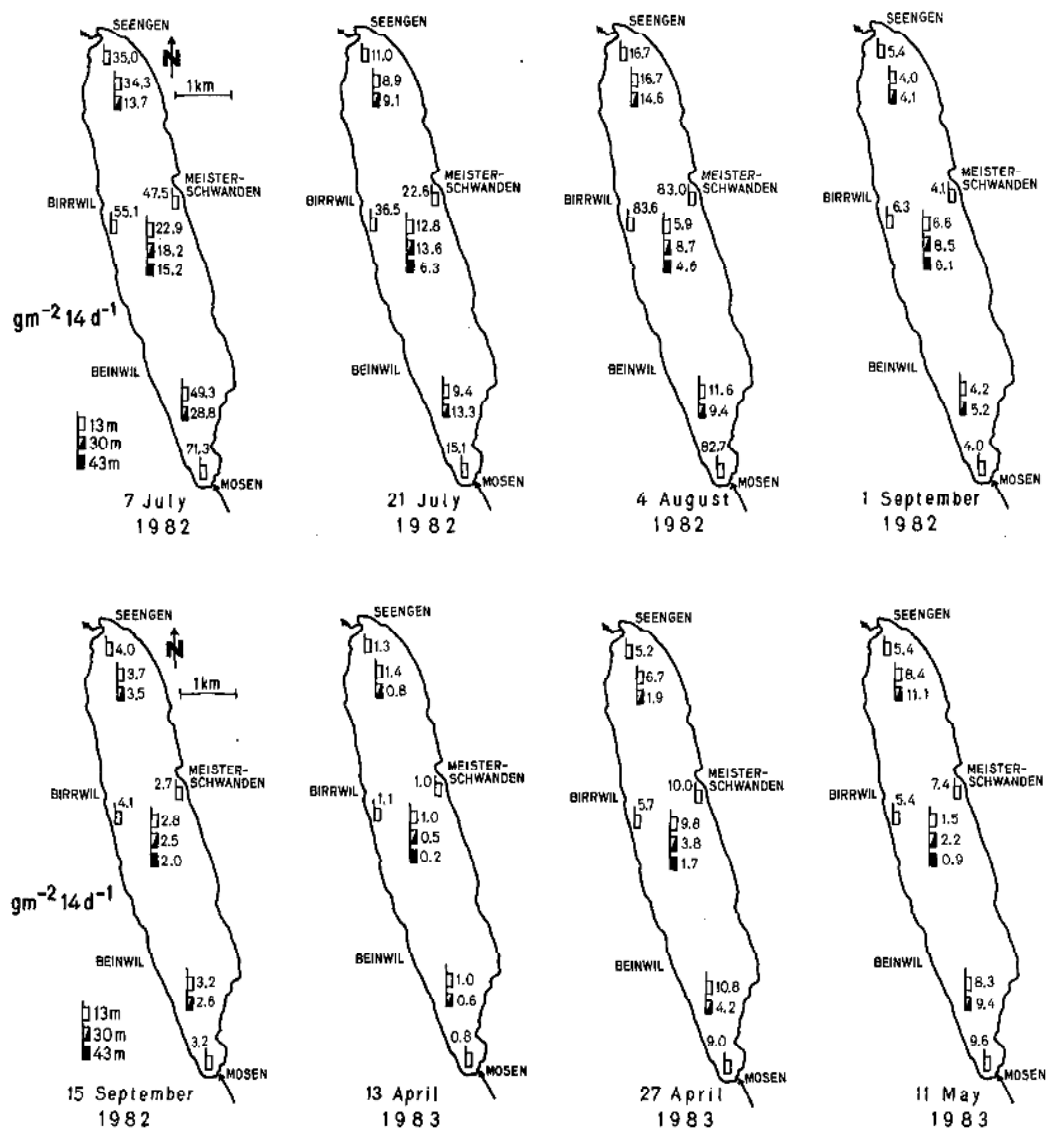 SEENGEN
35,0
N
34,3
1km
13.7
MEISTER-
SCHWANDEN
47.5
BIRRWIL
55.1
22.9
18.2
15.2
gm⁻² 14 d⁻¹
BEINWIL
49.3
28.8
13m
30m
43m
71.3
MOSEN
7 July
1982
SEENGEN
11.0
8.9
9.1
MEISTER-
SCHWANDEN
22.6
BIRRWIL
36.5
12.8
13.6
6.3
BEINWIL
9.4
13.3
15.1
MOSEN
21 July
1982
SEENGEN
16.7
16.7
14.6
MEISTER-
SCHWANDEN
83.0
BIRRWIL
83.6
5.9
8.7
4.6
BEINWIL
11.6
9.4
82.7
MOSEN
4 August
1982
SEENGEN
5.4
4.0
4.1
MEISTER-
SCHWANDEN
4.1
BIRRWIL
6.3
6.6
8.5
6.1
BEINWIL
4.2
5.2
4.0
MOSEN
1 September
1982
SEENGEN
4.0
N
3.7
3,5
1km
MEISTER-
SCHWANDEN
2.7
BIRRWIL
4.1
2.8
2.5
2.0
gm⁻² 14 d⁻¹
BEINWIL
3.2
2.6
13m
30m
43m
3.2
MOSEN
15 September
1982
SEENGEN
1.3
1.4
0.8
MEISTER-
SCHWANDEN
1.0
BIRRWIL
1.1
1.0
0.5
0.2
BEINWIL
1.0
0.6
0.8
MOSEN
13 April
1983
SEENGEN
5.2
6.7
1.9
MEISTER-
SCHWANDEN
10.0
BIRRWIL
5.7
9.8
3.8
1.7
BEINWIL
10.8
4.2
9.0
MOSEN
27 April
1983
SEENGEN
5.4
8.4
11.1
MEISTER-
SCHWANDEN
7.4
BIRRWIL
5.4
1.5
2.2
0.9
BEINWIL
8.3
9.4
9.6
MOSEN
11 May
1983